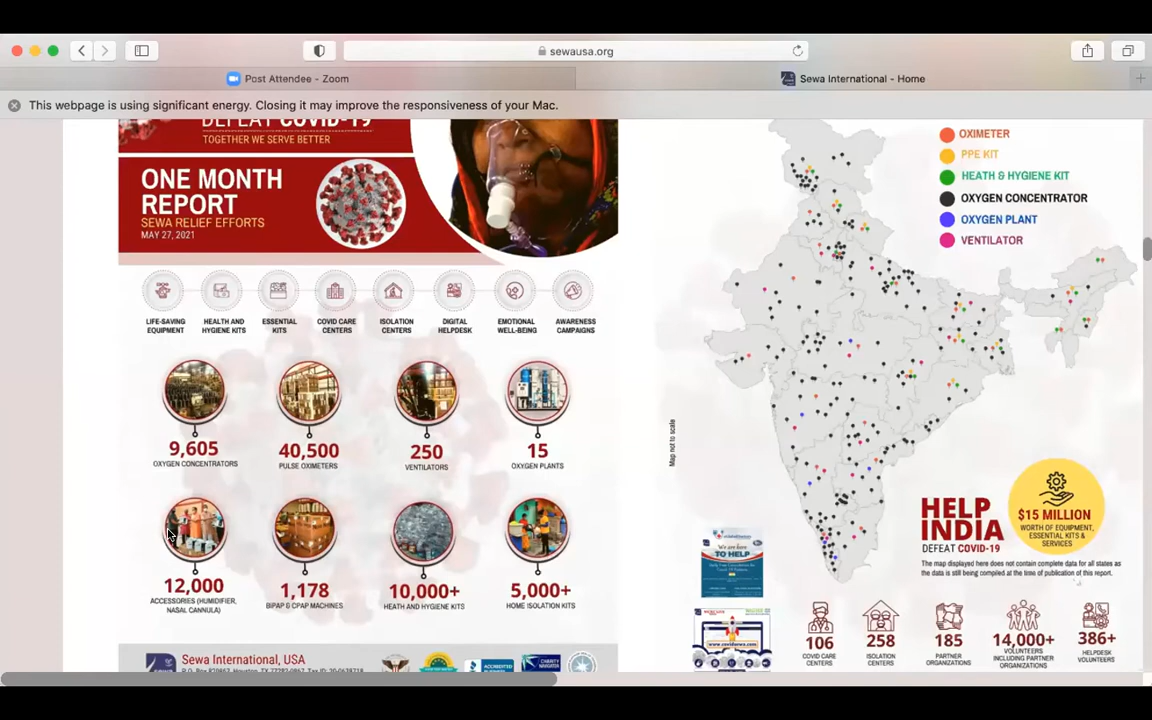 sewausa.org
Post Attendee - Zoom
Sewa International - Home
This webpage is using significant energy. Closing it may improve the responsiveness of your Mac.
DEFEAT COVID-19
TOGETHER WE SERVE BETTER
ONE MONTH
REPORT
SEWA RELIEF EFFORTS
MAY 27, 2021
LIFE-SAVING
EQUIPMENT
HEALTH AND
HYGIENE KITS
ESSENTIAL
KITS
COVID CARE
CENTERS
ISOLATION
CENTERS
DIGITAL
HELPDESK
EMOTIONAL
WELL-BEING
AWARENESS
CAMPAIGNS
9,605
OXYGEN CONCENTRATORS
40,500
PULSE OXIMETERS
250
VENTILATORS
15
OXYGEN PLANTS
12,000
ACCESSORIES (HUMIDIFIER,
NASAL CANNULA)
1,178
BIPAP & CPAP MACHINES
10,000+
HEATH AND HYGIENE KITS
5,000+
HOME ISOLATION KITS
Sewa International, USA
OXIMETER
PPE KIT
HEATH & HYGIENE KIT
OXYGEN CONCENTRATOR
OXYGEN PLANT
VENTILATOR
Map not to scale
HELP
INDIA
DEFEAT COVID-19
$15 MILLION
WORTH OF EQUIPMENT,
ESSENTIAL KITS &
SERVICES
The map displayed here does not contain complete data for all states as
the data is still being compiled at the time of publication of this report.
We are here
TO HELP
106
COVID CARE
CENTERS
258
ISOLATION
CENTERS
185
PARTNER
ORGANIZATIONS
14,000+
VOLUNTEERS
INCLUDING PARTNER
ORGANIZATIONS
386+
HELPDESK
VOLUNTEERS